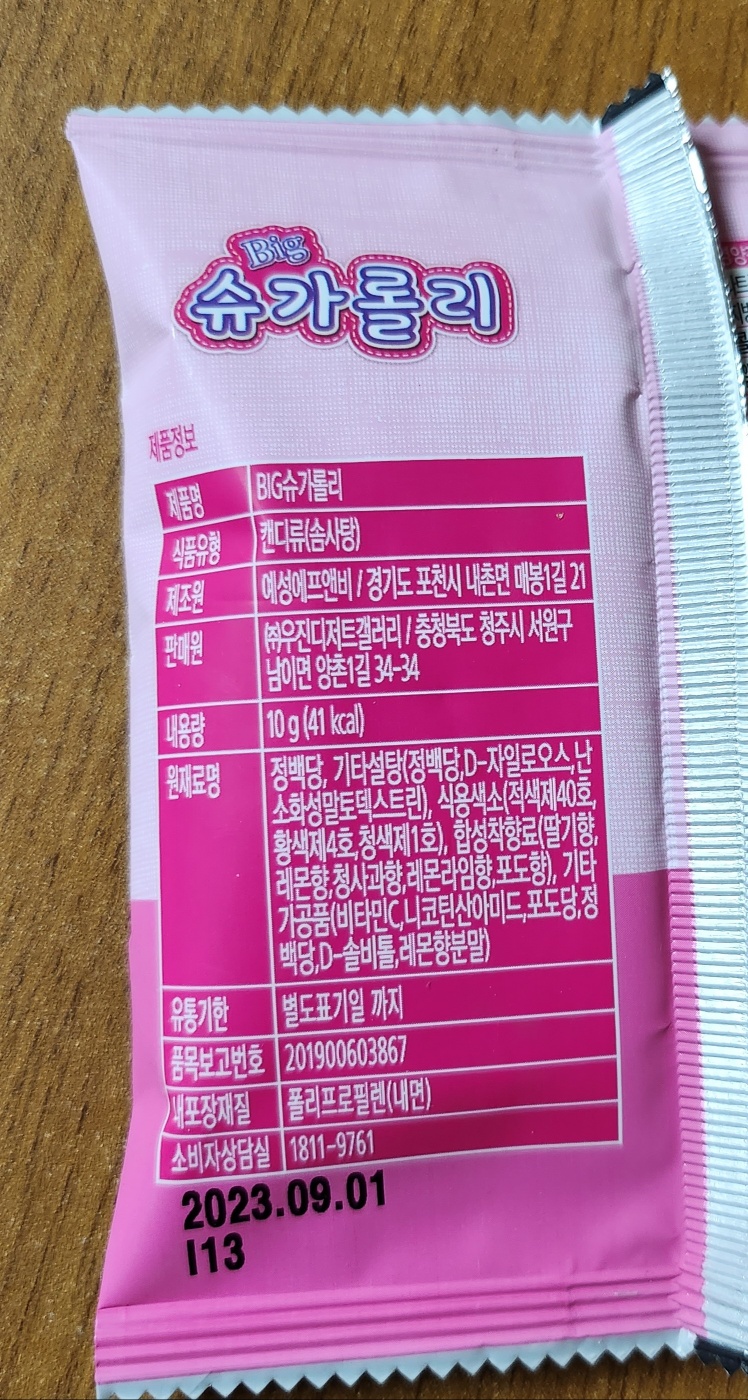 Big
슈가롤리
제품정보
제품명 BIG슈가롤리
식품유형 캔디류(솜사탕)
제조원 예성에프앤비 / 경기도 포천시 내촌면 매봉1길 21
판매원 ㈜우진디저트갤러리 / 충청북도 청주시 서원구
남이면 양촌1길 34-34
내용량 10 g (41 kcal)
원재료명 정백당, 기타설탕(정백당,D-자일로오스,난
소화성말토덱스트린), 식용색소(적색제40호,
황색제4호,청색제1호), 합성착향료(딸기향,
레몬향,청사과향,레몬라임향,포도향), 기타
가공품(비타민C,니코틴산아미드,포도당,정
백당,D-솔비톨,레몬향분말)
유통기한 별도표기일 까지
품목보고번호 201900603867
내포장재질 폴리프로필렌(내면)
소비자상담실 1811-9761
2023.09.01
I13